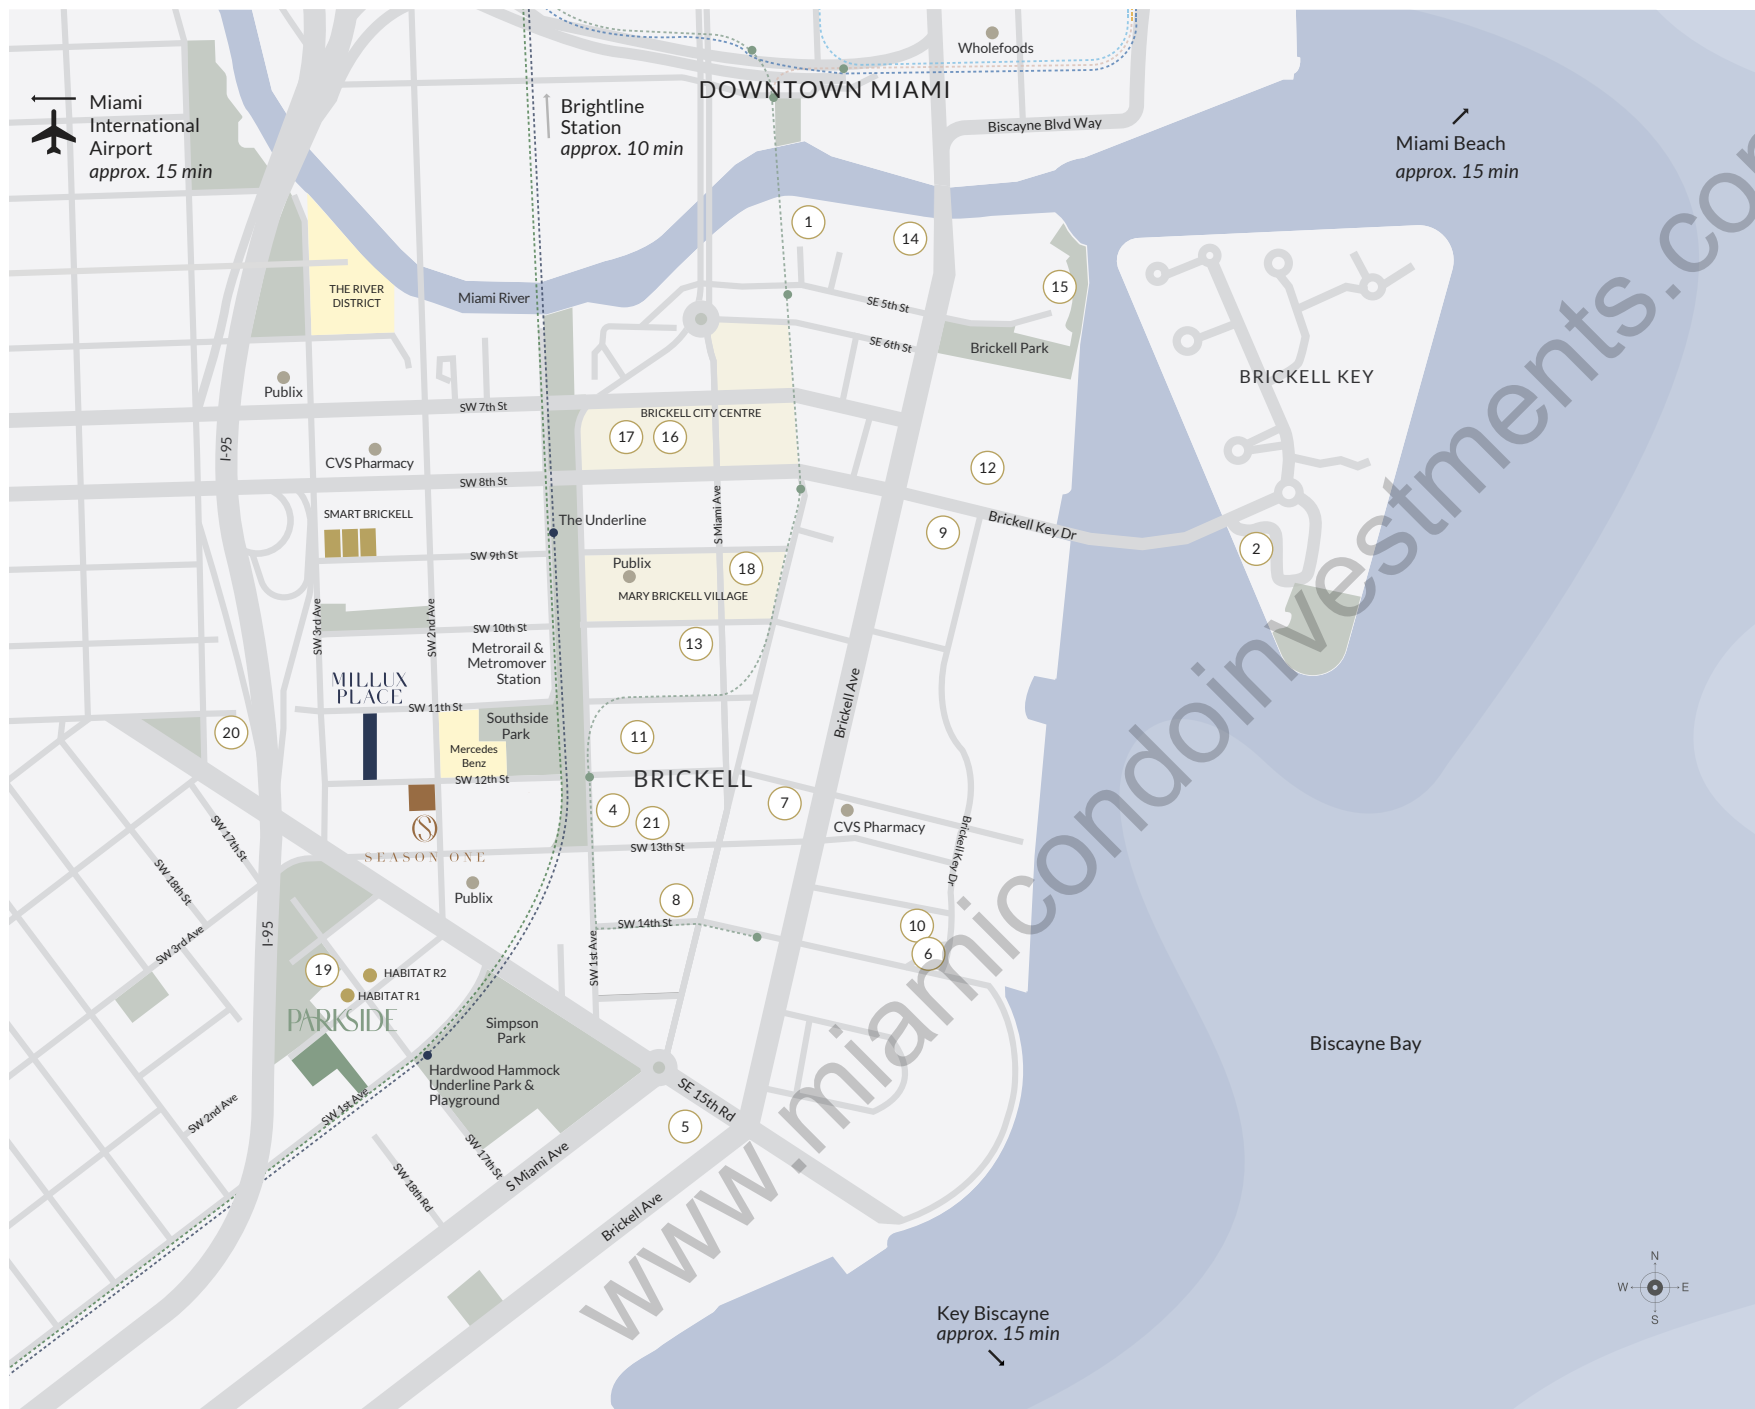 Wholefoods
DOWNTOWN MIAMI
Miami
International
Airport
approx. 15 min
Brightline
Station
approx. 10 min
Biscayne Blvd Way
Miami Beach
approx. 15 min
1
14
15
THE RIVER
DISTRICT
Miami River
SE 5th St
SE 6th St
Brickell Park
BRICKELL KEY
Publix
SW 7th St
BRICKELL CITY CENTRE
17
16
I-95
CVS Pharmacy
SW 8th St
12
SMART BRICKELL
The Underline
S Miami Ave
9
Brickell Key Dr
2
SW 9th St
Publix
18
MARY BRICKELL VILLAGE
SW 3rd Ave
SW 2nd Ave
SW 10th St
13
Metrorail &
Metromover
Station
MILLUX
PLACE
SW 11th St
Brickell Ave
20
Southside
Park
11
Mercedes
Benz
SW 12th St
BRICKELL
4
21
7
CVS Pharmacy
SW 17th St
SEASON ONE
SW 13th St
Brickell Key Dr
SW 18th St
Publix
8
SW 14th St
10
6
I-95
SW 3rd Ave
SW 1st Ave
19
HABITAT R2
HABITAT R1
PARKSIDE
Simpson
Park
Biscayne Bay
Hardwood Hammock
Underline Park &
Playground
SE 15th Rd
SW 1st Ave
SW 2nd Ave
5
SW 17th St
S Miami Ave
SW 18th Rd
Brickell Ave
Key Biscayne
approx. 15 min
N
W
E
S
www.miamicondoinvestments.com